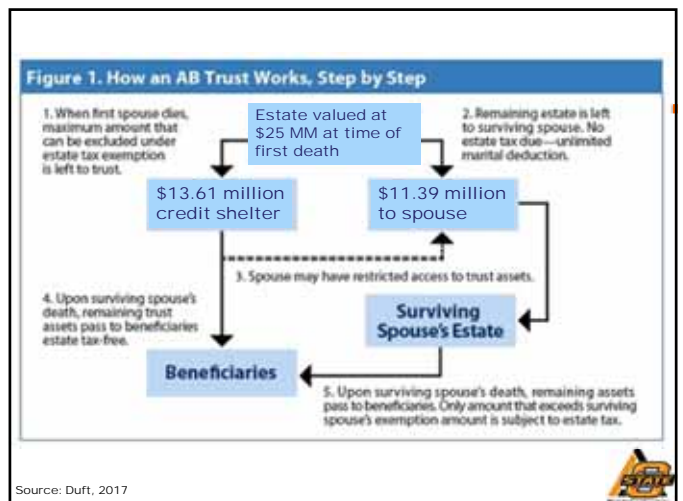 Figure 1. How an AB Trust Works, Step by Step
1. When first spouse dies,
maximum amount that
can be excluded under
estate tax exemption
is left to trust.
Estate valued at
$25 MM at time of
first death
2. Remaining estate is left
to surviving spouse. No
estate tax due—unlimited
marital deduction.
$13.61 million
credit shelter
$11.39 million
to spouse
3. Spouse may have restricted access to trust assets.
4. Upon surviving spouse's
death, remaining trust
assets pass to beneficiaries
estate tax-free.
Surviving
Spouse's Estate
Beneficiaries
5. Upon surviving spouse's death, remaining assets
pass to beneficiaries. Only amount that exceeds surviving
spouse's exemption amount is subject to estate tax.
Source: Duft, 2017
STATE